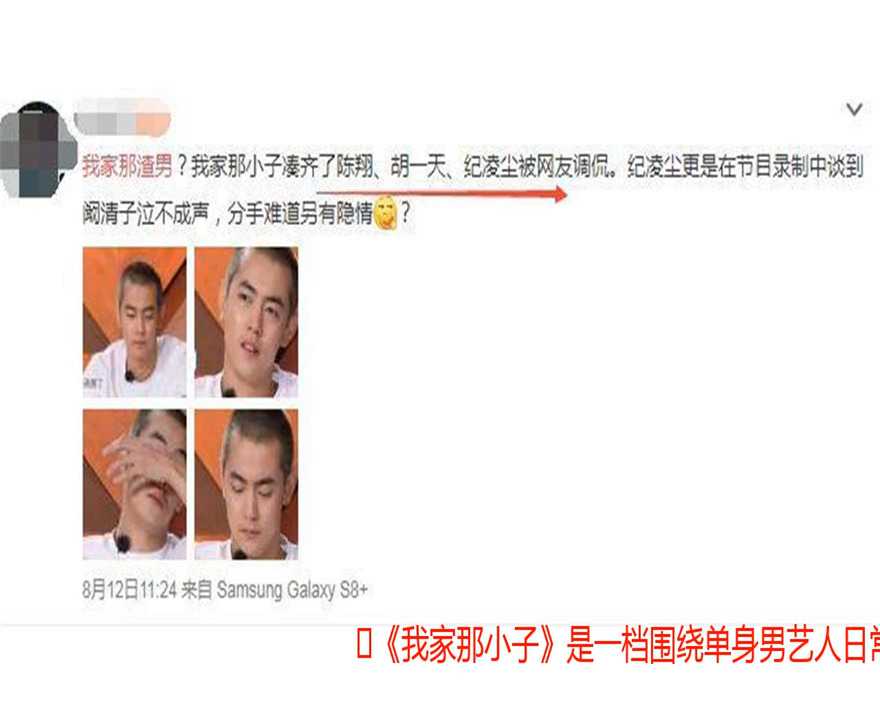 我家那渣男？我家那小子凑齐了陈翔、胡一天、纪凌尘被网友调侃。纪凌尘更是在节目录制中谈到
阚清子泣不成声，分手难道另有隐情？
8月12日11:24 来自 Samsung Galaxy S8+
《我家那小子》是一档围绕单身男艺人日常